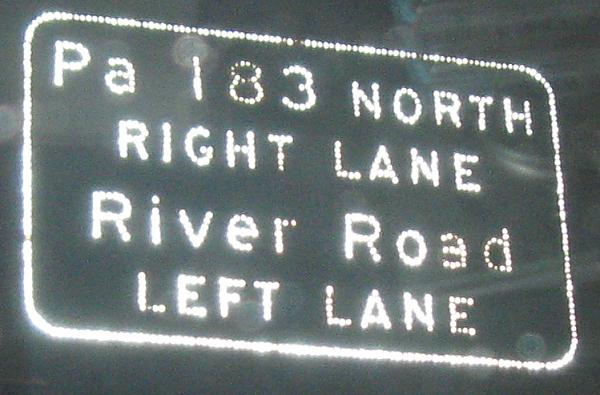 Pa 183 NORTH
RIGHT LANE
River Road
LEFT LANE